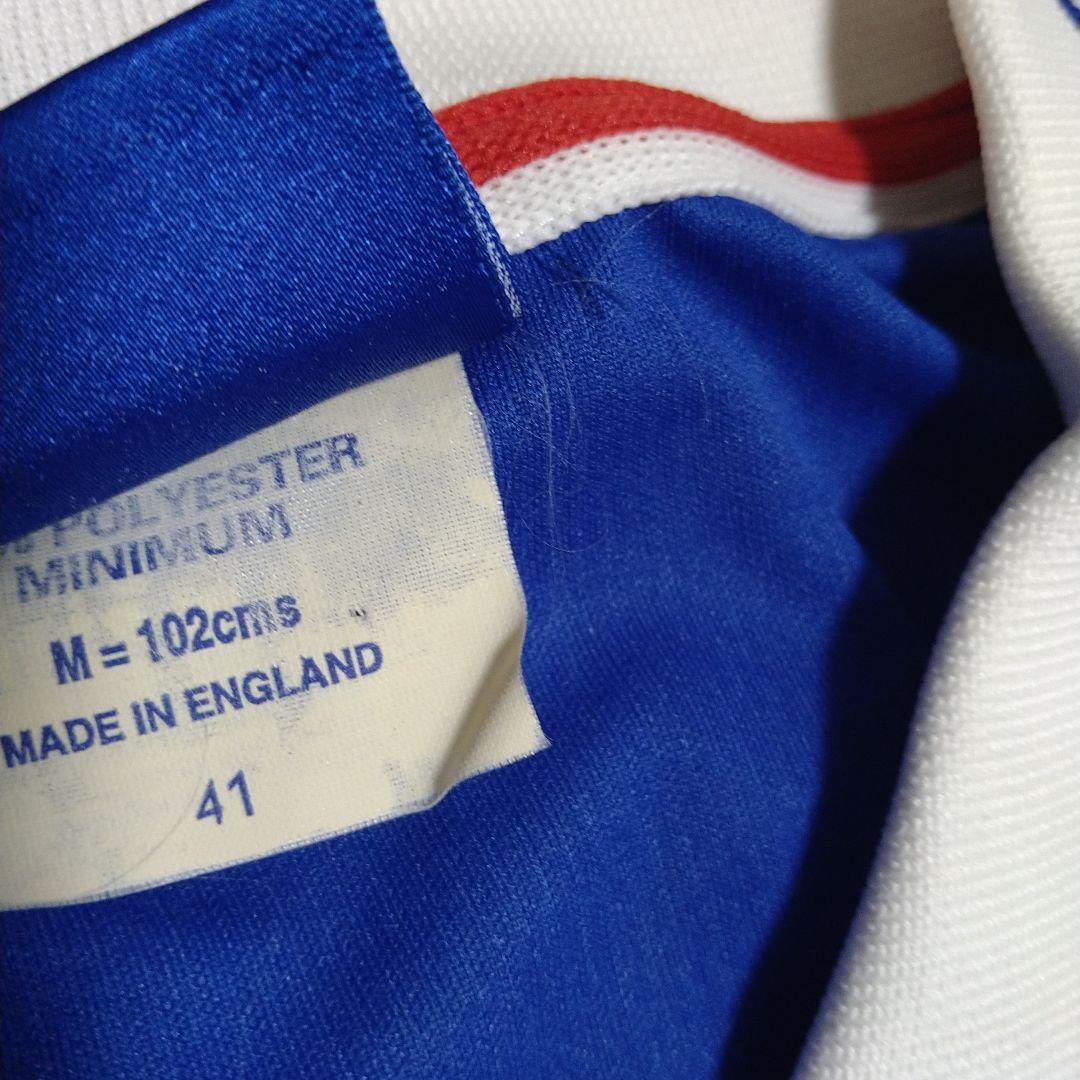 POLYESTER
MINIMUM
M = 102cms
MADE IN ENGLAND
41